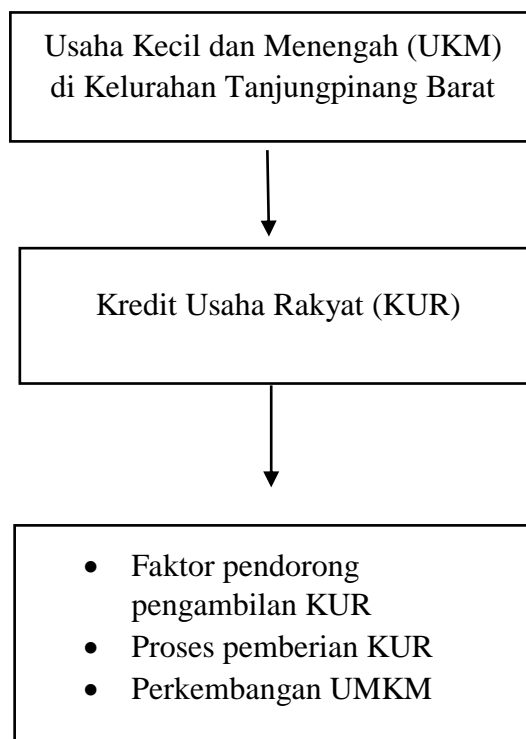 Usaha Kecil dan Menengah (UKM)
di Kelurahan Tanjungpinang Barat
Kredit Usaha Rakyat (KUR)
• Faktor pendorong
pengambilan KUR
• Proses pemberian KUR
• Perkembangan UMKM